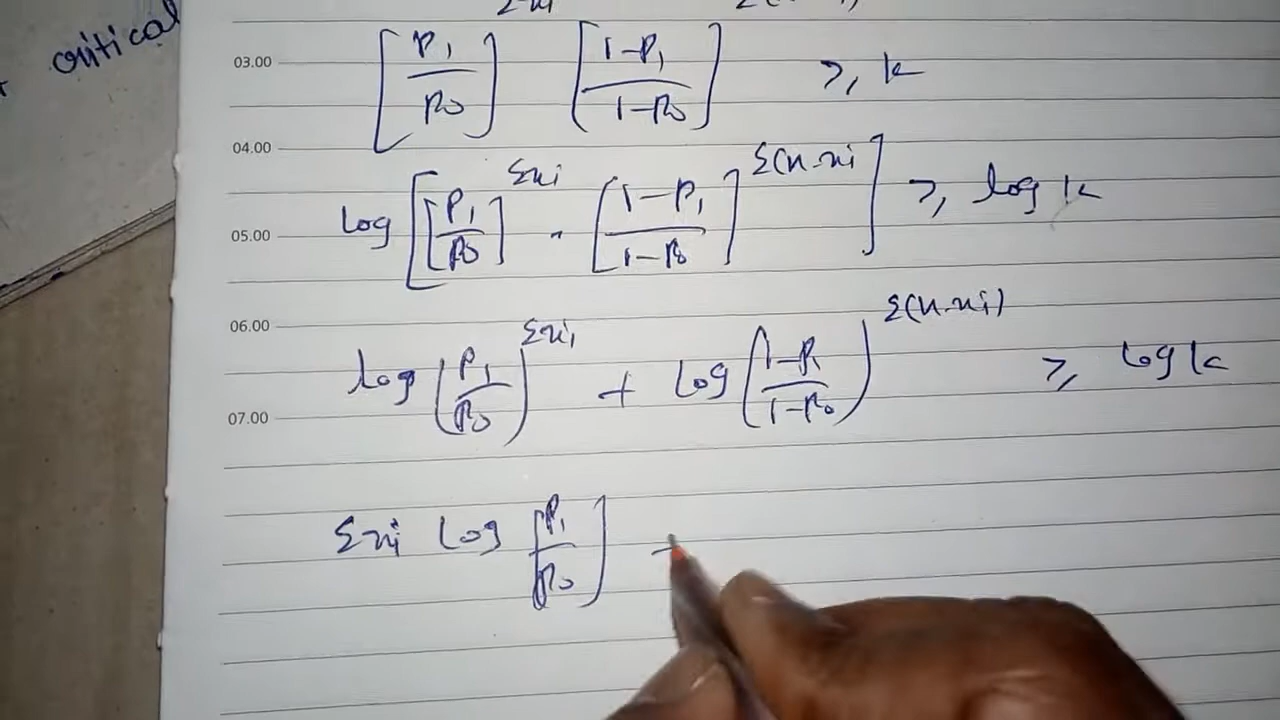 critical
03.00 [P₁/P₀] [1-P₁/1-P₀] ≥ k
04.00
log [[P₁/P₀]^Σxi · [1-P₁/1-P₀]^Σ(n-xi] ≥ log k
05.00
06.00
log (P₁/P₀)^Σxi + log (1-P₁/1-P₀)^Σ(n-xi) ≥ log k
07.00
Σxi log [P₁/P₀] +